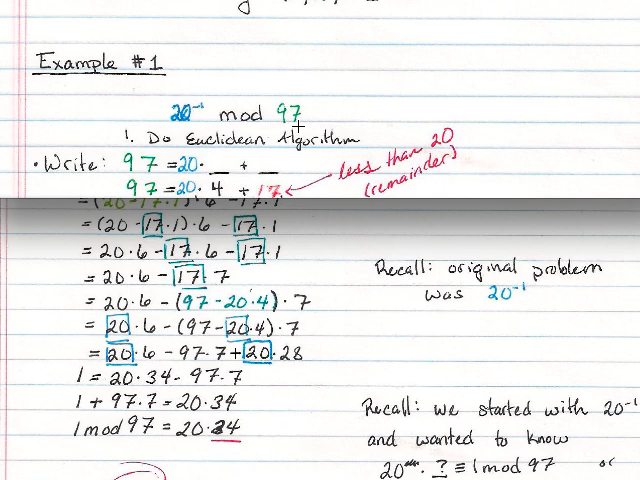 Example #1
20⁻¹ mod 97
1. Do Euclidean Algorithm
• Write: 97 = 20· _ + _
97 = 20·4 + 17
less than 20
(remainder)
= (20-17·1)·6 - 17·1
= (20-17·1)·6 - 17·1
= 20·6 - 17·6 - 17·1
= 20·6 - 17·7
= 20·6 - (97-20·4)·7
= 20·6 - (97-20·4)·7
= 20·6 - 97·7 + 20·28
1 = 20·34 - 97·7
1 + 97·7 = 20·34
1 mod 97 = 20·34
Recall: original problem
was 20⁻¹
Recall: we started with 20⁻¹
and wanted to know
20 · ? ≡ 1 mod 97